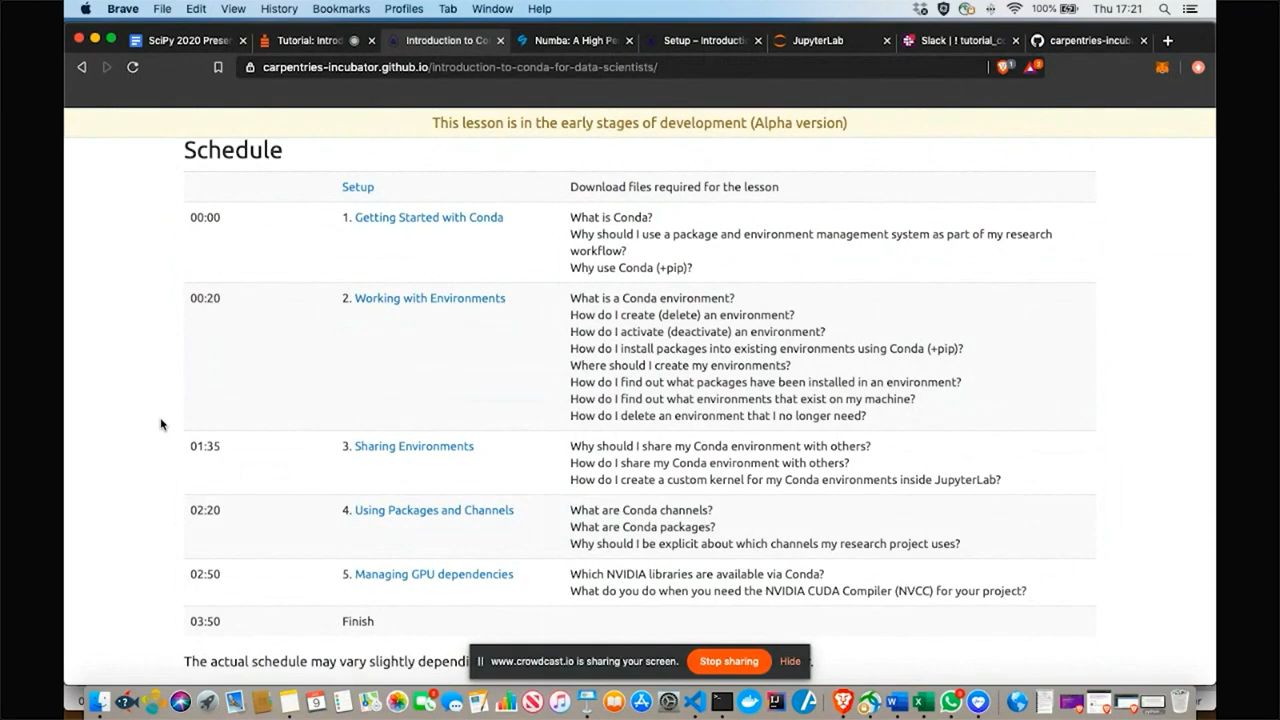 Brave File Edit View History Bookmarks Profiles Tab Window Help 100% Thu 17:21
SciPy 2020 Prese Tutorial: Introd Introduction to Co Numba: A High Pe Setup – Introductio JupyterLab Slack | ! tutorial_c carpentries-incub
carpentries-incubator.github.io/introduction-to-conda-for-data-scientists/
This lesson is in the early stages of development (Alpha version)
Schedule
Setup Download files required for the lesson
00:00 1. Getting Started with Conda What is Conda?
Why should I use a package and environment management system as part of my research
workflow?
Why use Conda (+pip)?
00:20 2. Working with Environments What is a Conda environment?
How do I create (delete) an environment?
How do I activate (deactivate) an environment?
How do I install packages into existing environments using Conda (+pip)?
Where should I create my environments?
How do I find out what packages have been installed in an environment?
How do I find out what environments that exist on my machine?
How do I delete an environment that I no longer need?
01:35 3. Sharing Environments Why should I share my Conda environment with others?
How do I share my Conda environment with others?
How do I create a custom kernel for my Conda environments inside JupyterLab?
02:20 4. Using Packages and Channels What are Conda channels?
What are Conda packages?
Why should I be explicit about which channels my research project uses?
02:50 5. Managing GPU dependencies Which NVIDIA libraries are available via Conda?
What do you do when you need the NVIDIA CUDA Compiler (NVCC) for your project?
03:50 Finish
The actual schedule may vary slightly dependi
www.crowdcast.io is sharing your screen. Stop sharing Hide